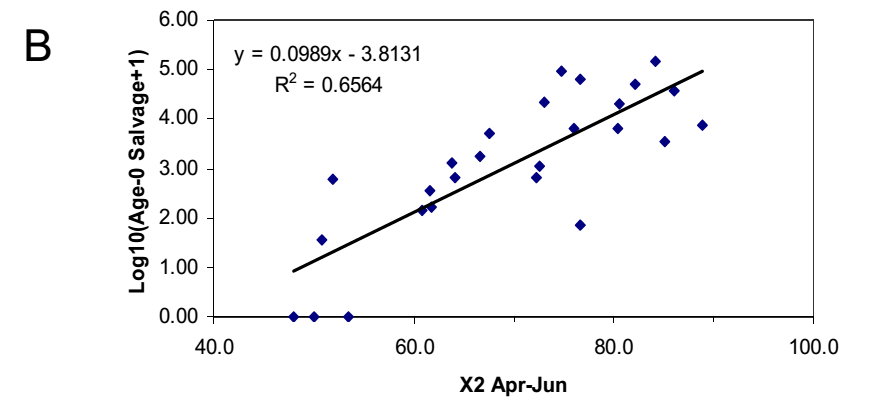 B
y = 0.0989x - 3.8131
R² = 0.6564
Log10(Age-0 Salvage+1)
6.00
5.00
4.00
3.00
2.00
1.00
0.00
40.0 60.0 80.0 100.0
X2 Apr-Jun